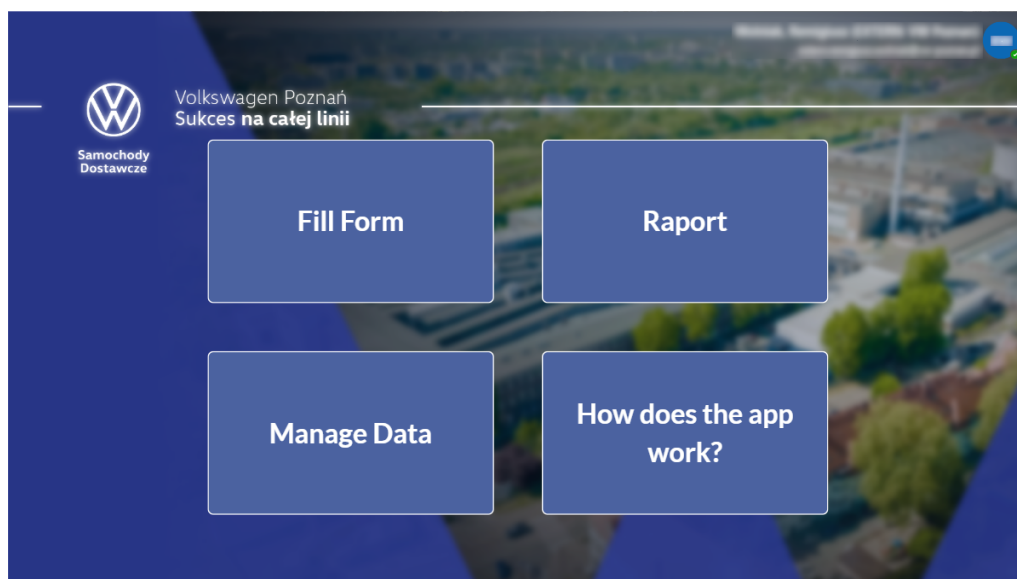 Volkswagen Poznań
Sukces na całej linii
Samochody
Dostawcze
Fill Form
Raport
Manage Data
How does the app
work?